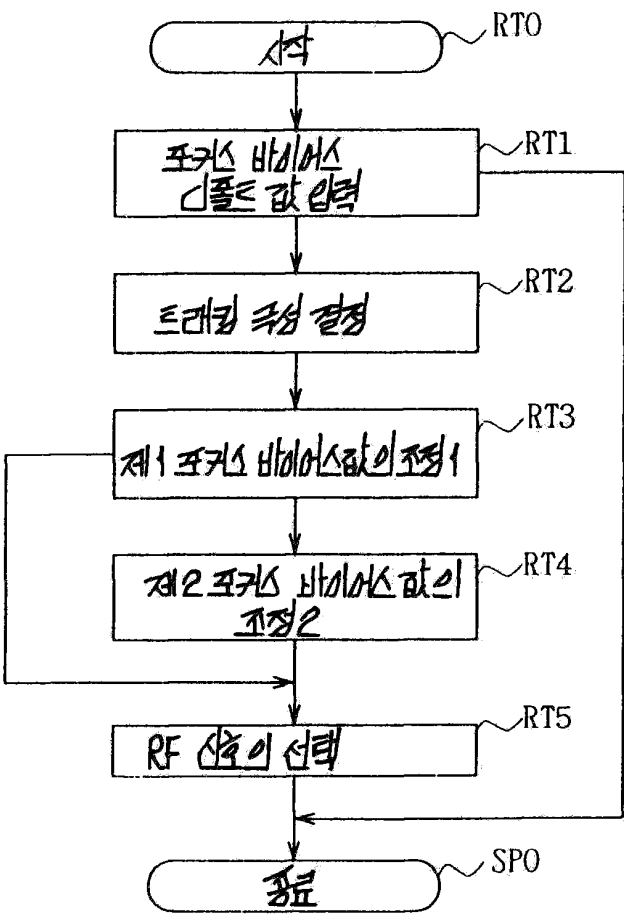 RT0
시작
RT1
포커스 바이어스
디폴트 값 입력
RT2
트래킹 극성 결정
RT3
제1 포커스 바이어스값의 조정1
RT4
제2 포커스 바이어스 값의
조정2
RT5
RF 신호의 선택
SP0
종료